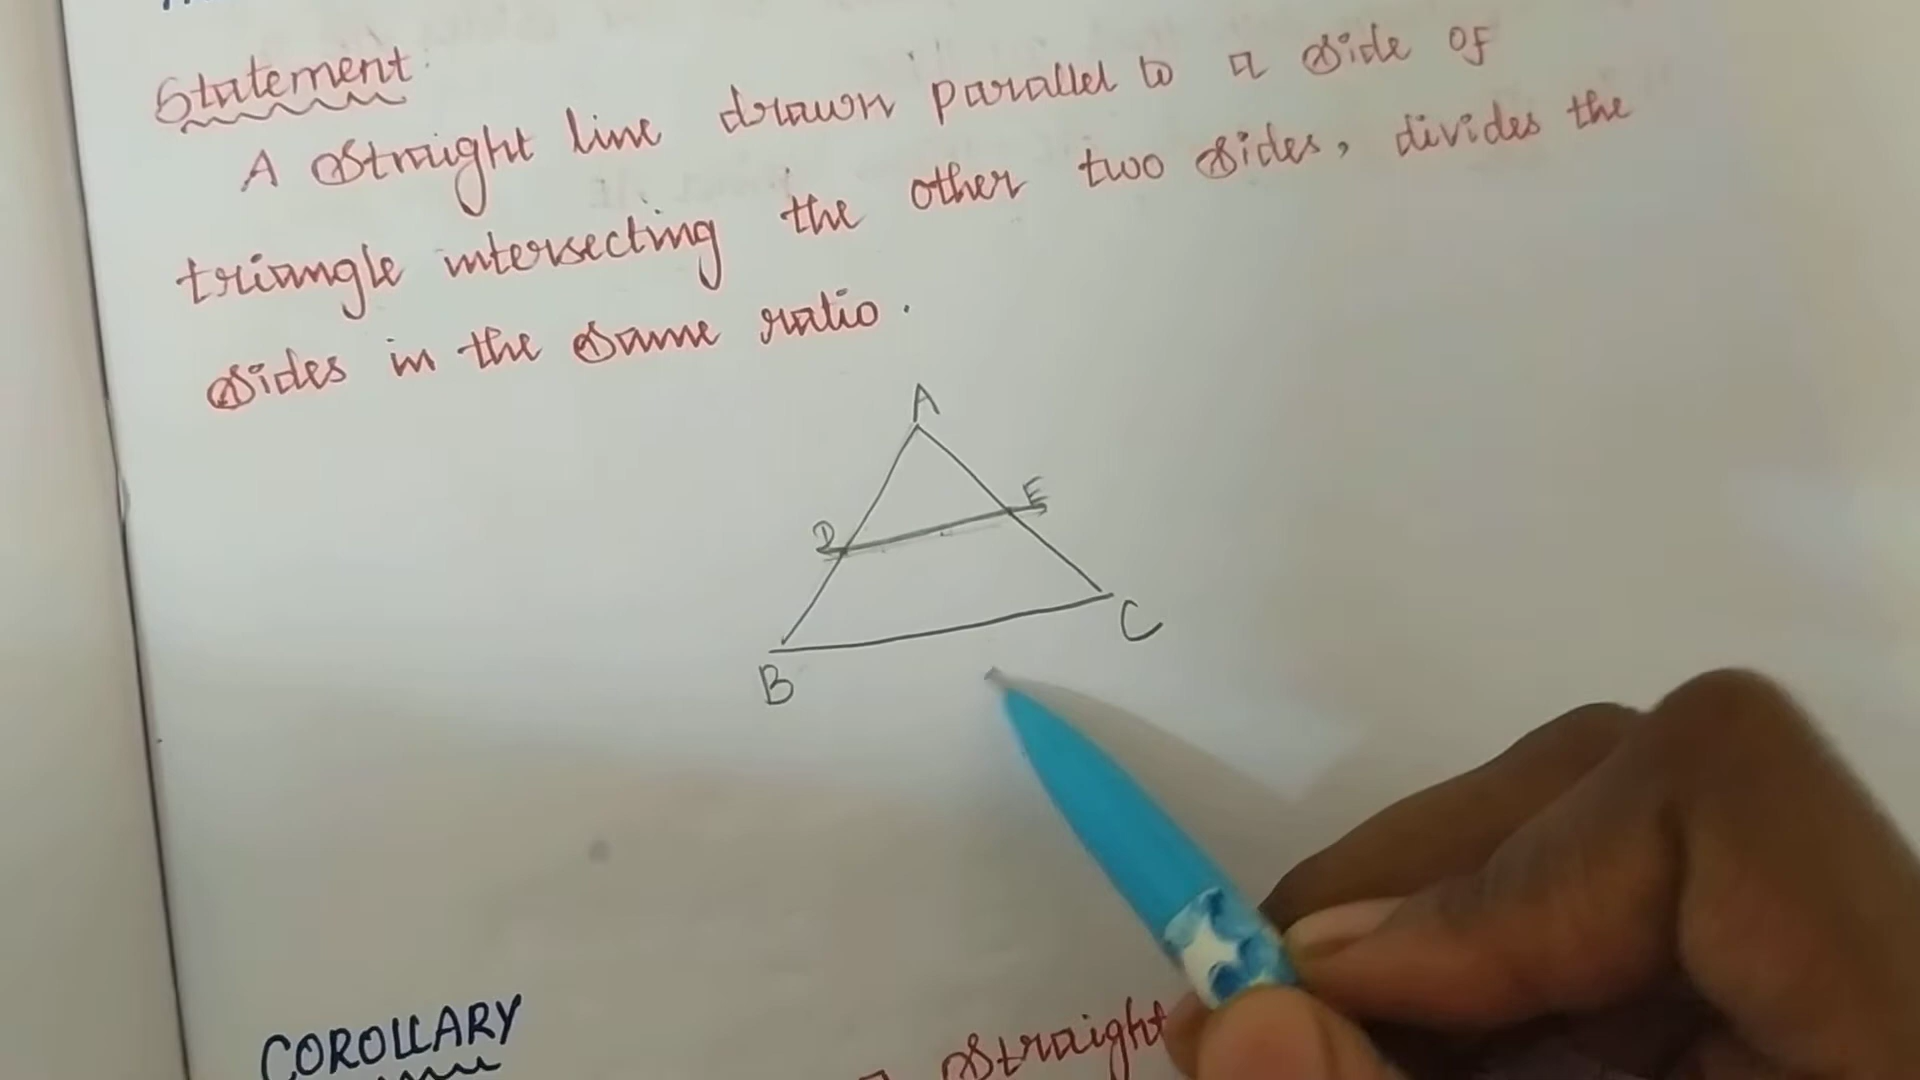 Statement:
A Straight line drawn parallel to a side of
triangle intersecting the other two sides, divides the
sides in the same ratio.
A
D E
B C
COROLLARY
Straight